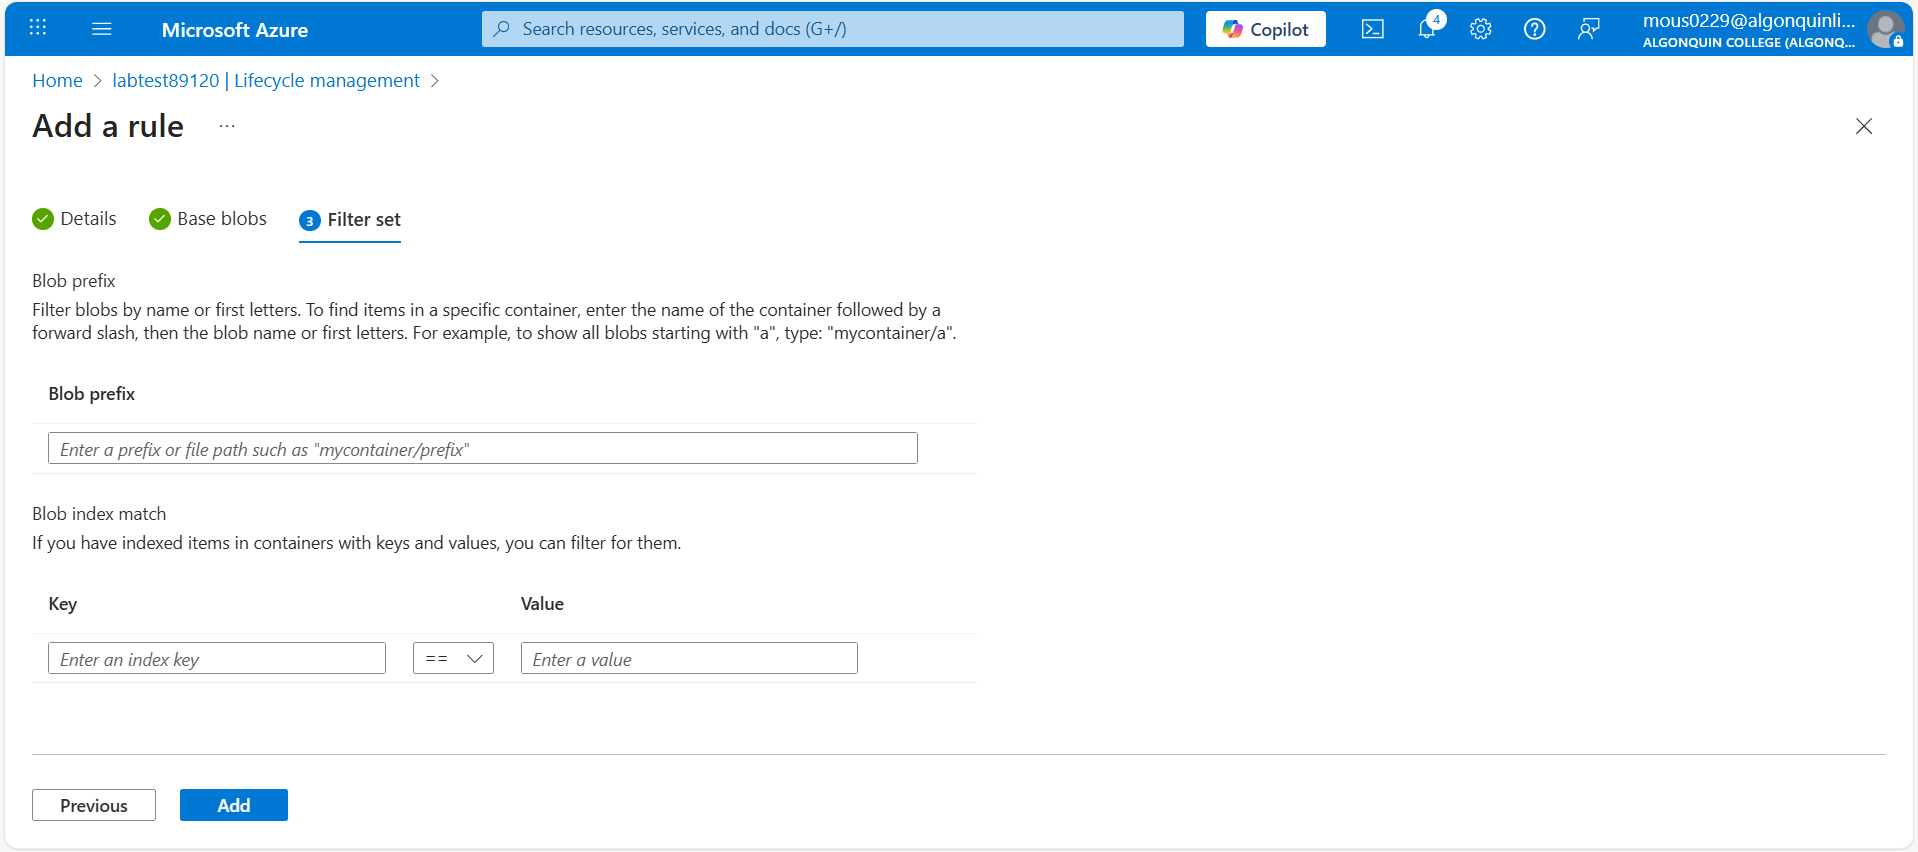 Microsoft Azure
Search resources, services, and docs (G+/)
Copilot
4
mous0229@algonquinli...
ALGONQUIN COLLEGE (ALGONQ...
Home > labtest89120 | Lifecycle management >
Add a rule ...
Details
Base blobs
3 Filter set
Blob prefix
Filter blobs by name or first letters. To find items in a specific container, enter the name of the container followed by a
forward slash, then the blob name or first letters. For example, to show all blobs starting with "a", type: "mycontainer/a".
Blob prefix
Enter a prefix or file path such as "mycontainer/prefix"
Blob index match
If you have indexed items in containers with keys and values, you can filter for them.
Key Value
Enter an index key == Enter a value
Previous Add